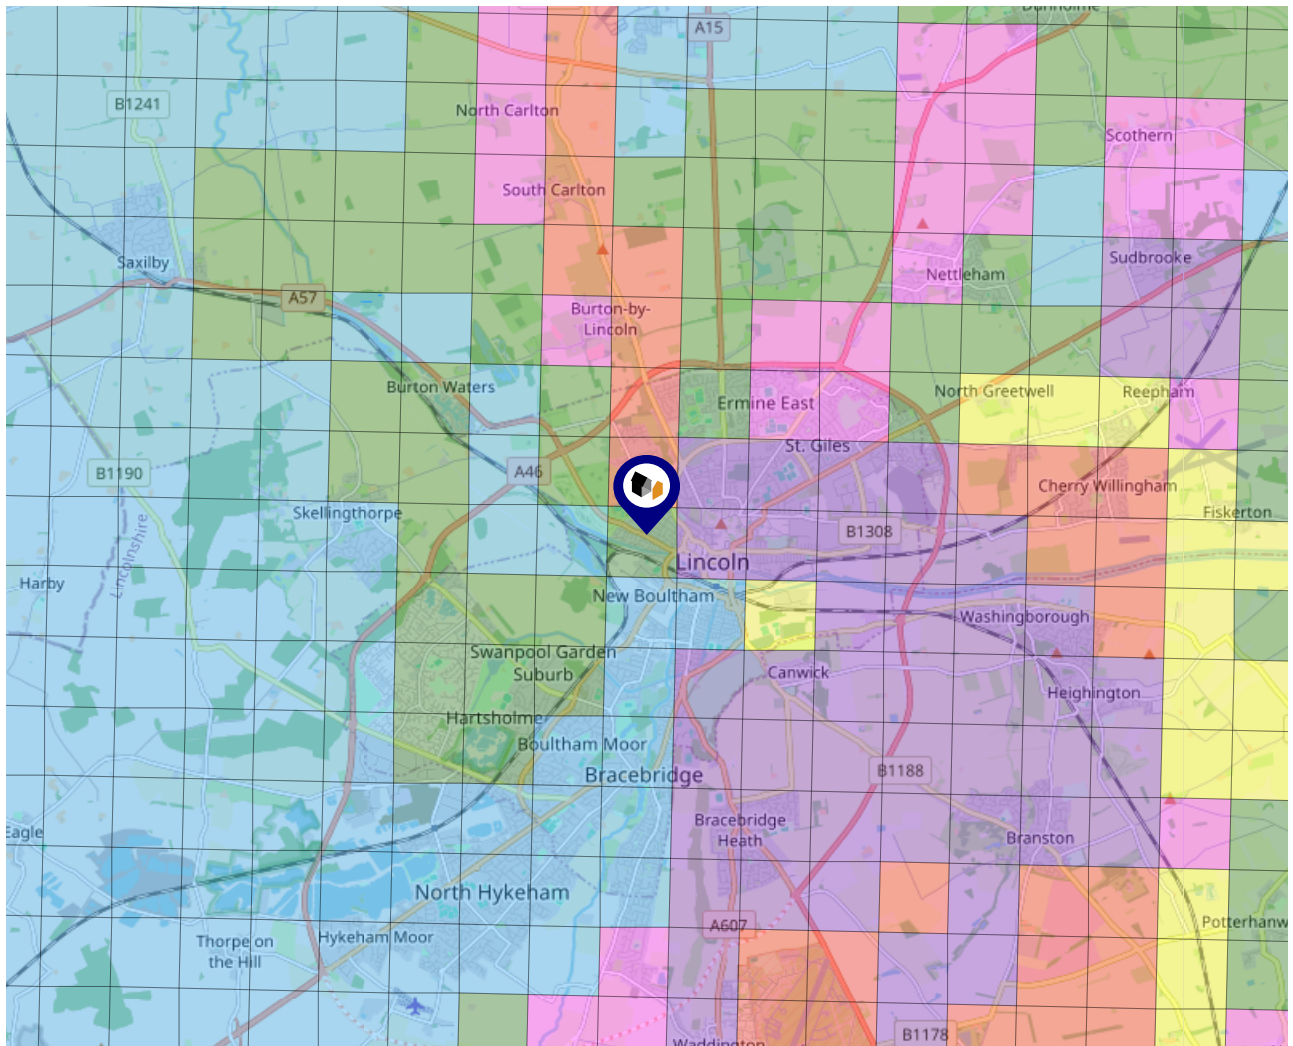 Dunholme
A15
B1241
North Carlton
Scothern
South Carlton
Saxilby
Sudbrooke
Nettleham
A57
Burton-by-
Lincoln
Burton Waters
North Greetwell
Reepham
Ermine East
St. Giles
B1190
A46
Cherry Willingham
Skellingthorpe
Fiskerton
B1308
Lincolnshire
Lincoln
Harby
New Boultham
Washingborough
Swanpool Garden
Suburb
Canwick
Heighington
Hartsholme
Boultham Moor
Bracebridge
B1188
Eagle
Bracebridge
Heath
Branston
North Hykeham
A607
Potterhanw
Thorpe on
the Hill
Hykeham Moor
B1178
Waddington